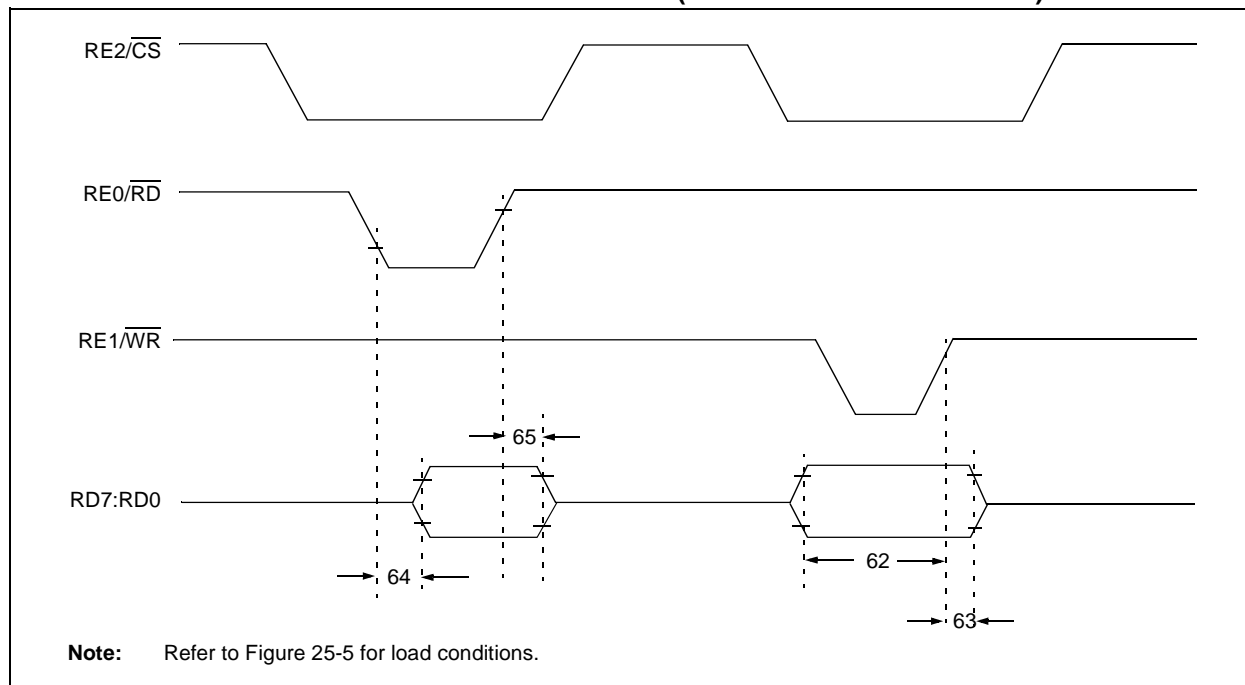 RE2/CS
RE0/RD
RE1/WR
65
RD7:RD0
62
64
63
Note: Refer to Figure 25-5 for load conditions.